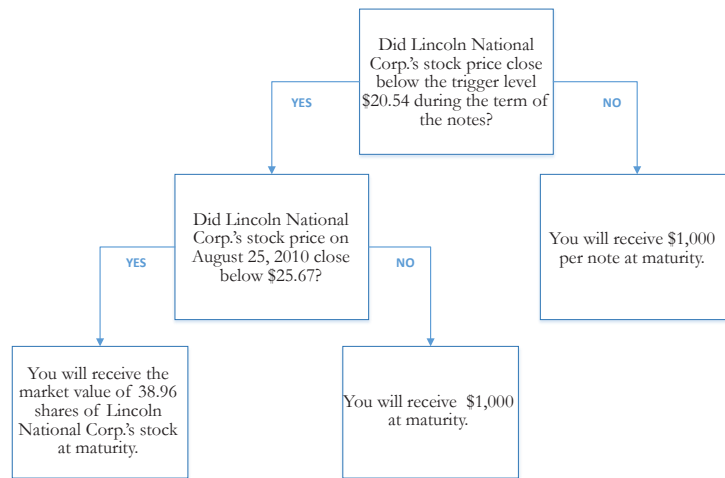 Did Lincoln National
Corp.'s stock price close
below the trigger level
$20.54 during the term of
the notes?
YES
NO
Did Lincoln National
Corp.'s stock price on
August 25, 2010 close
below $25.67?
You will receive $1,000
per note at maturity.
YES
NO
You will receive the
market value of 38.96
shares of Lincoln
National Corp.'s stock
at maturity.
You will receive  $1,000
at maturity.